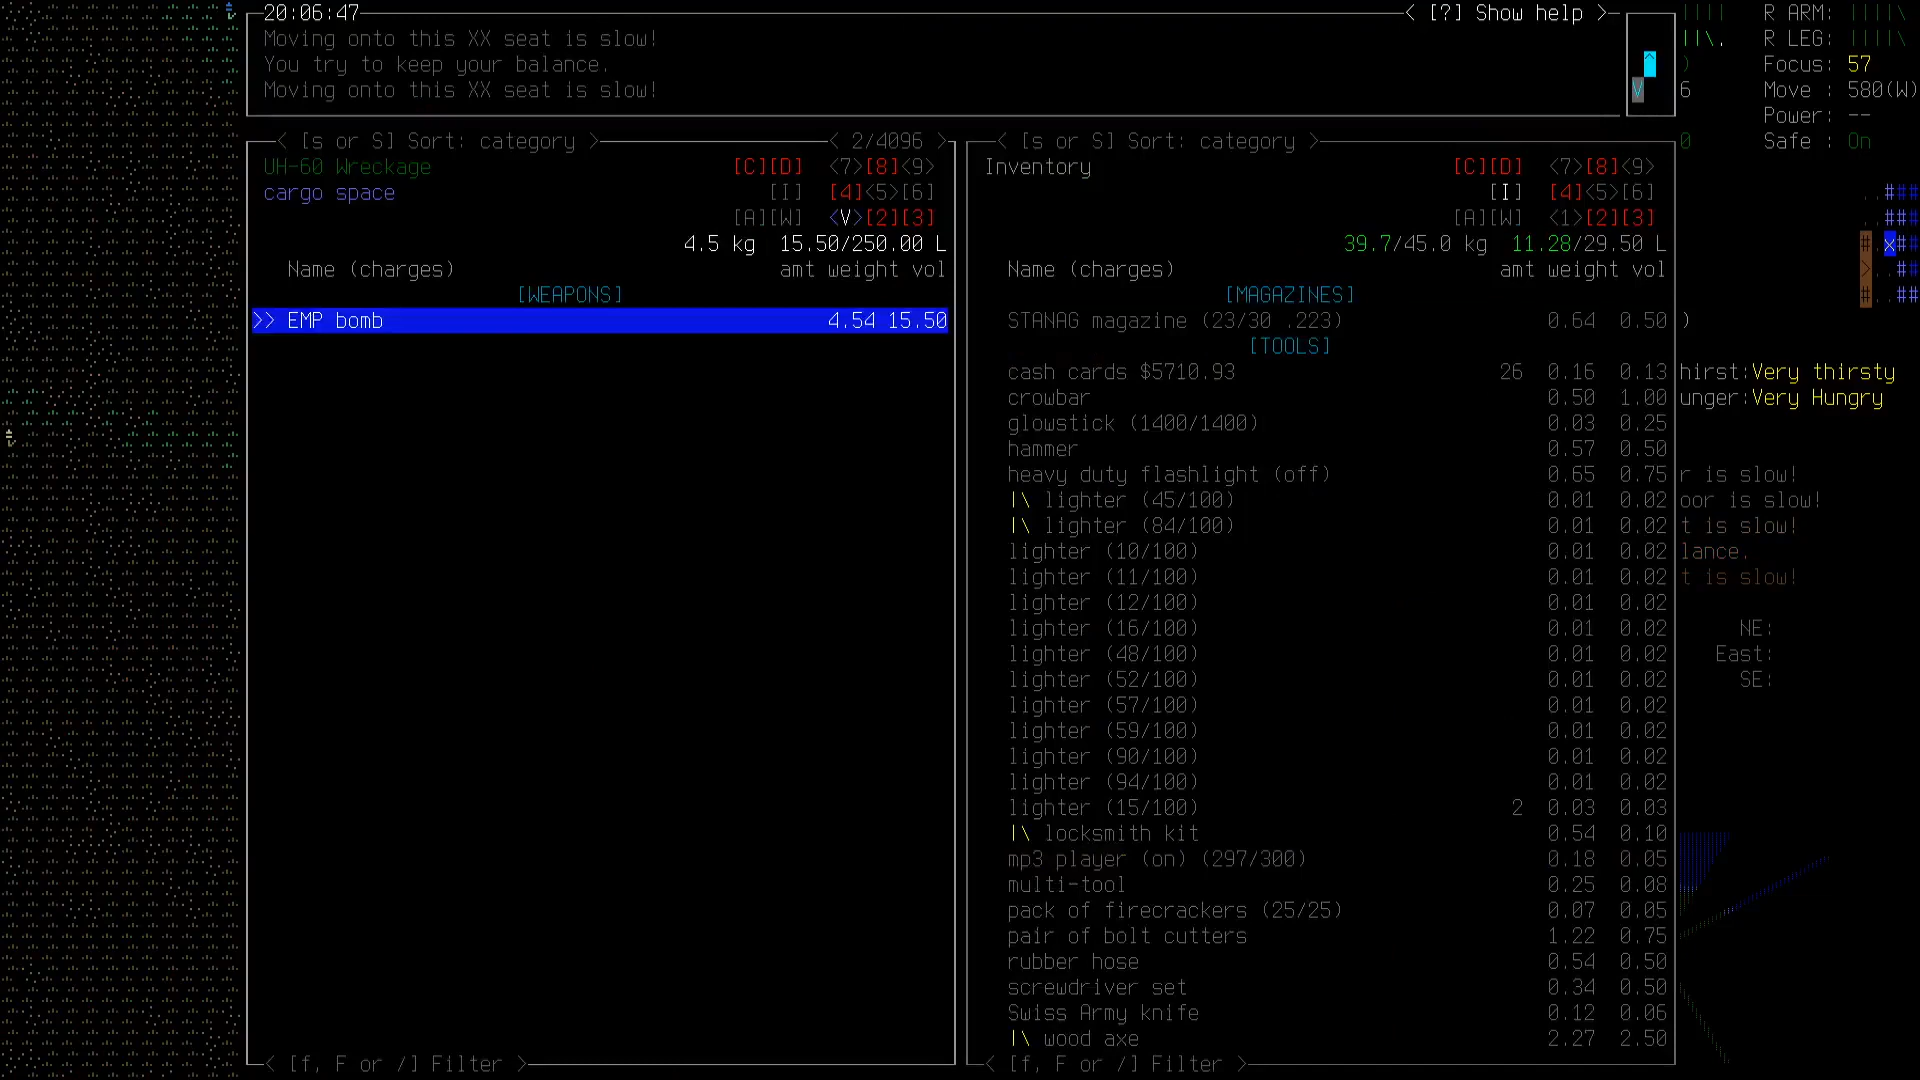 20:06:47 < [?] Show help >
Moving onto this XX seat is slow!
You try to keep your balance.
Moving onto this XX seat is slow!
R ARM: ||||\
||\. R LEG: ||||\
Focus: 57
6 Move : 580(W)
Power: --
0 Safe : On
< [s or S] Sort: category > < 2/4096 >
UH-60 Wreckage [C][D] <7>[8]<9>
cargo space [I] [4]<5>[6]
[A][W] <V>[2][3]
4.5 kg 15.50/250.00 L
Name (charges) amt weight vol
[WEAPONS]
>> EMP bomb 4.54 15.50
< [f, F or /] Filter >
< [s or S] Sort: category >
Inventory [C][D] <7>[8]<9>
[I] [4]<5>[6]
[A][W] <1>[2][3]
39.7/45.0 kg 11.28/29.50 L
Name (charges) amt weight vol
[MAGAZINES]
STANAG magazine (23/30 .223) 0.64 0.50
[TOOLS]
cash cards $5710.93 26 0.16 0.13
crowbar 0.50 1.00
glowstick (1400/1400) 0.03 0.25
hammer 0.57 0.50
heavy duty flashlight (off) 0.65 0.75
|\ lighter (45/100) 0.01 0.02
|\ lighter (84/100) 0.01 0.02
lighter (10/100) 0.01 0.02
lighter (11/100) 0.01 0.02
lighter (12/100) 0.01 0.02
lighter (16/100) 0.01 0.02
lighter (48/100) 0.01 0.02
lighter (52/100) 0.01 0.02
lighter (57/100) 0.01 0.02
lighter (59/100) 0.01 0.02
lighter (90/100) 0.01 0.02
lighter (94/100) 0.01 0.02
lighter (15/100) 2 0.03 0.03
|\ locksmith kit 0.54 0.10
mp3 player (on) (297/300) 0.18 0.05
multi-tool 0.25 0.08
pack of firecrackers (25/25) 0.07 0.05
pair of bolt cutters 1.22 0.75
rubber hose 0.54 0.50
screwdriver set 0.34 0.50
Swiss Army knife 0.12 0.06
|\ wood axe 2.27 2.50
< [f, F or /] Filter >
)
hirst:Very thirsty
unger:Very Hungry
r is slow!
oor is slow!
t is slow!
lance.
t is slow!
NE:
East:
SE: